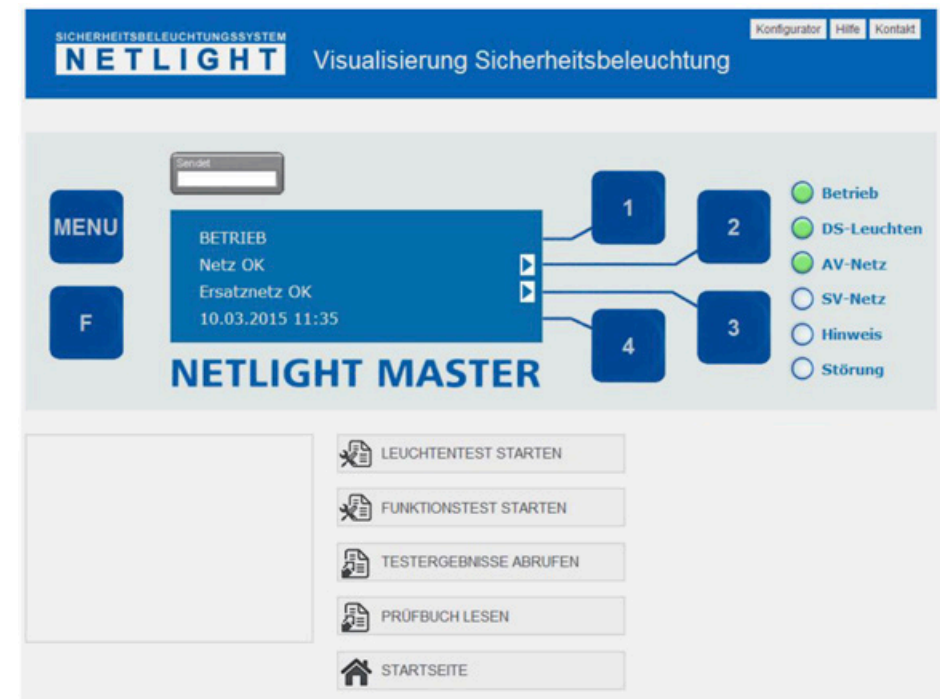 SICHERHEITSBELEUCHTUNGSSYSTEM
NETLIGHT
Visualisierung Sicherheitsbeleuchtung
Konfigurator
Hilfe
Kontakt
Sendet
MENU
F
BETRIEB
Netz OK
Ersatznetz OK
10.03.2015 11:35
NETLIGHT MASTER
1
2
3
4
Betrieb
DS-Leuchten
AV-Netz
SV-Netz
Hinweis
Störung
LEUCHTENTEST STARTEN
FUNKTIONSTEST STARTEN
TESTERGEBNISSE ABRUFEN
PRÜFBUCH LESEN
STARTSEITE